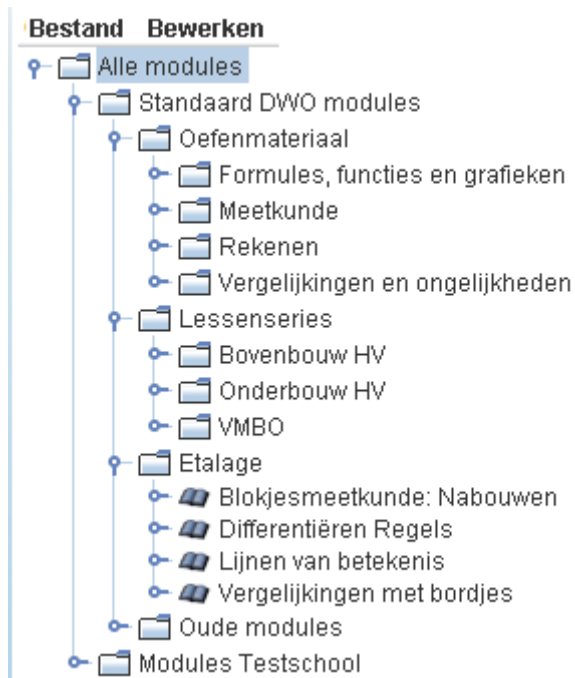 Bestand Bewerken
Alle modules
Standaard DWO modules
Oefenmateriaal
Formules, functies en grafieken
Meetkunde
Rekenen
Vergelijkingen en ongelijkheden
Lessenseries
Bovenbouw HV
Onderbouw HV
VMBO
Etalage
Blokjesmeetkunde: Nabouwen
Differentiëren Regels
Lijnen van betekenis
Vergelijkingen met bordjes
Oude modules
Modules Testschool